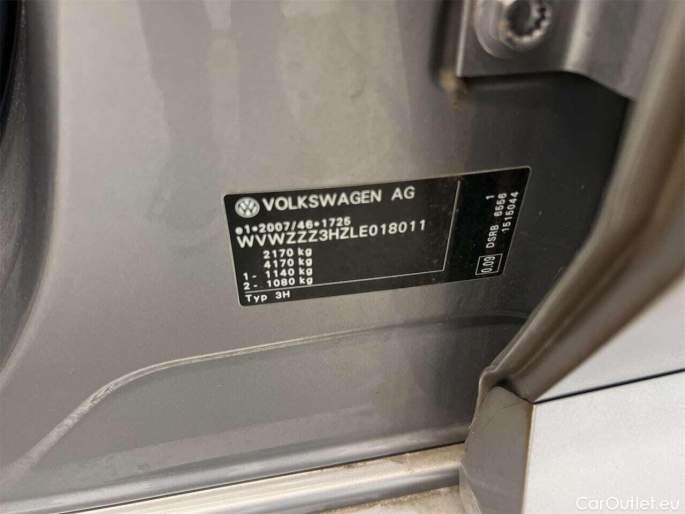 VOLKSWAGEN AG
●1●2007/46●1725
WVWZZZ3HZLE018011
2170 kg
4170 kg
1- 1140 kg
2- 1080 kg
Typ 3H
0.09 DSRB 6556 1
1515044
CarOutlet.eu